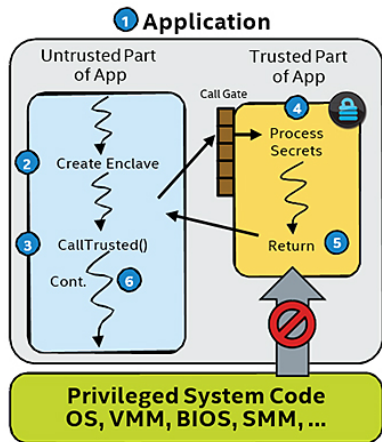 1 Application
Untrusted Part
of App
Trusted Part
of App
Call Gate
4
Process
Secrets
2
Create Enclave
3
CallTrusted()
Return
5
Cont.
6
Privileged System Code
OS, VMM, BIOS, SMM, ...